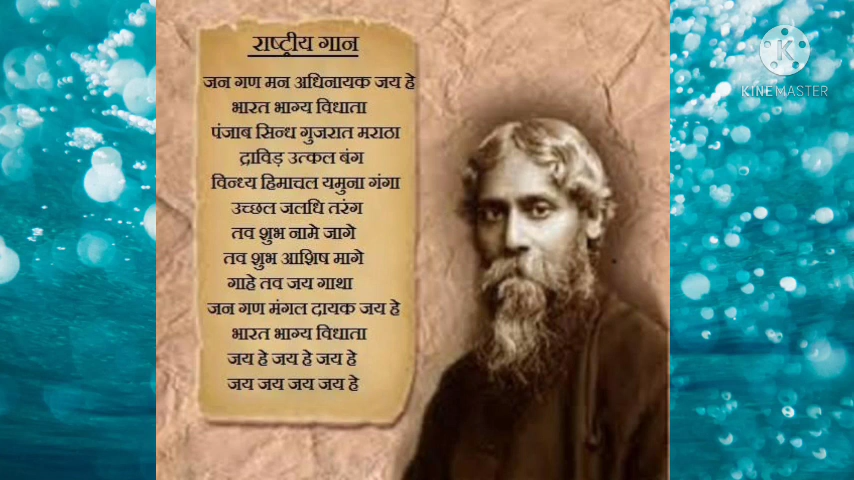 राष्ट्रीय गान
जन गण मन अधिनायक जय हे
भारत भाग्य विधाता
पंजाब सिन्ध गुजरात मराठा
द्राविड़ उत्कल बंग
विन्ध्य हिमाचल यमुना गंगा
उच्छल जलधि तरंग
तव शुभ नामे जागे
तव शुभ आशिष मागे
गाहे तव जय गाथा
जन गण मंगल दायक जय हे
भारत भाग्य विधाता
जय हे जय हे जय हे
जय जय जय जय हे
K
KINEMASTER